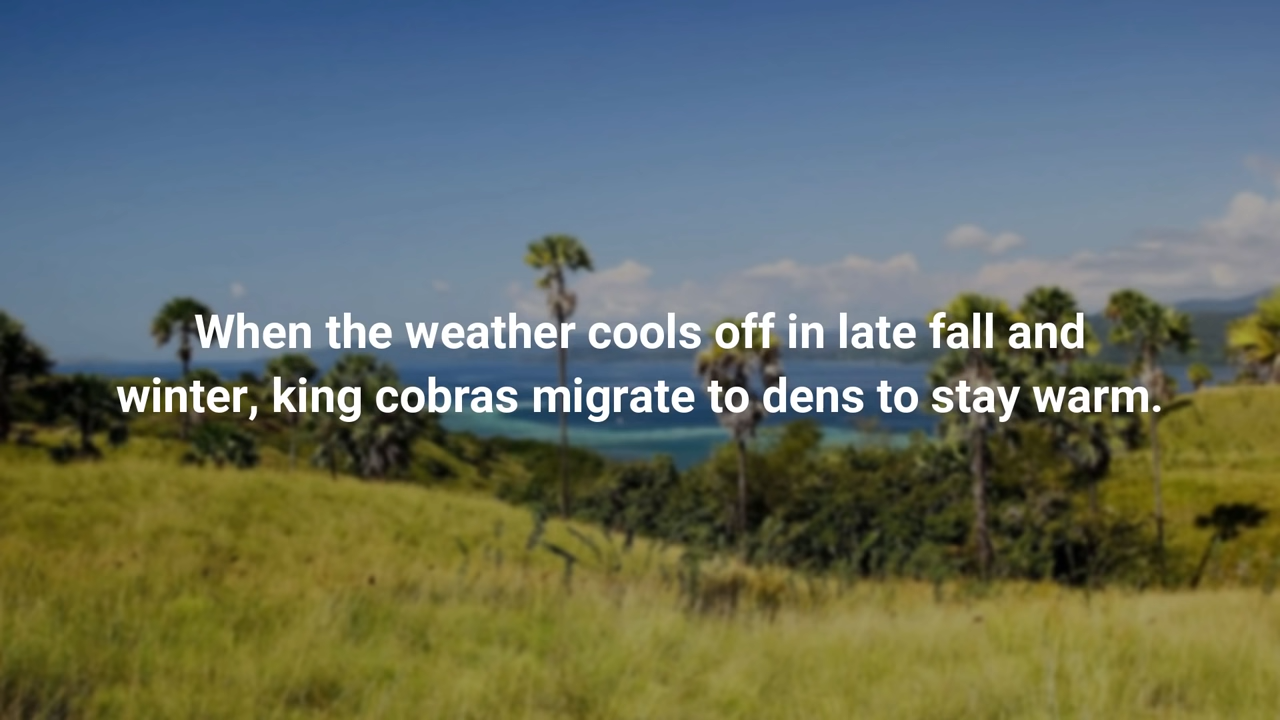 When the weather cools off in late fall and
winter, king cobras migrate to dens to stay warm.